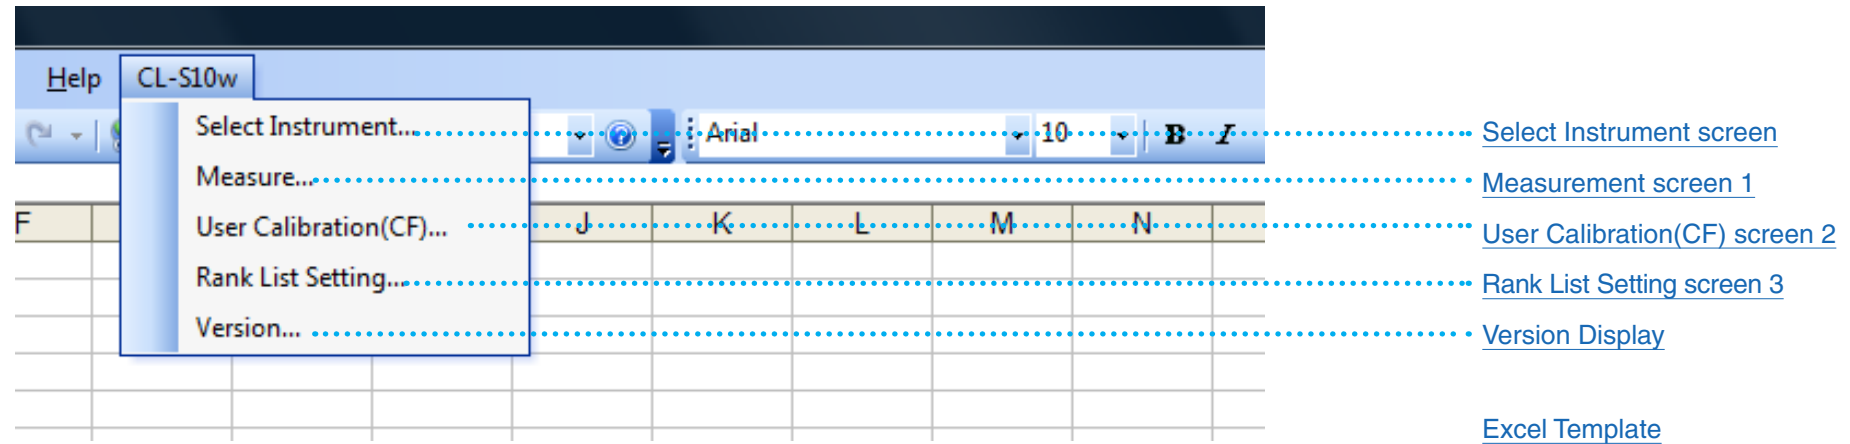 Help CL-S10w
Select Instrument... Arial 10 B I Select Instrument screen
Measure... Measurement screen 1
F J K L M N
User Calibration(CF)... User Calibration(CF) screen 2
Rank List Setting... Rank List Setting screen 3
Version... Version Display
Excel Template